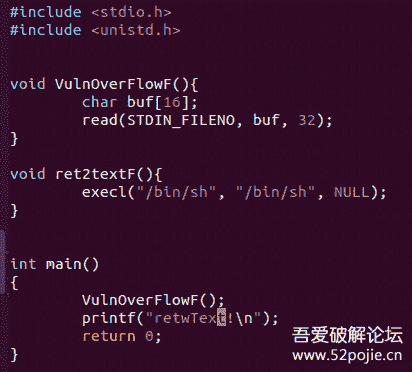 #include <stdio.h>
#include <unistd.h>
void VulnOverFlowF(){
        char buf[16];
        read(STDIN_FILENO, buf, 32);
}
void ret2textF(){
        execl("/bin/sh", "/bin/sh", NULL);
}
int main()
{
        VulnOverFlowF();
        printf("retwText!\n");
        return 0;
}
吾爱破解论坛
www.52pojie.cn